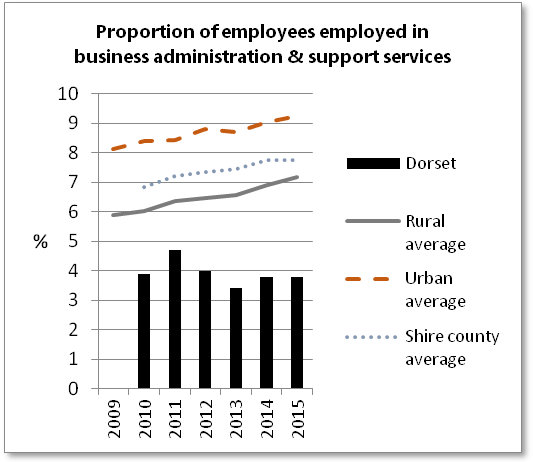 Proportion of employees employed in
business administration & support services
10
9
8
7
6
5
4
3
2
1
0
%
2009
2010
2011
2012
2013
2014
2015
Dorset
Rural
average
Urban
average
Shire county
average